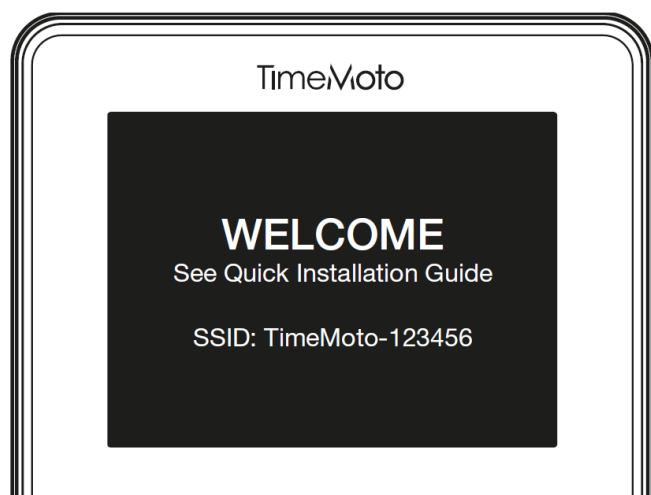 TimeMoto
WELCOME
See Quick Installation Guide
SSID: TimeMoto-123456